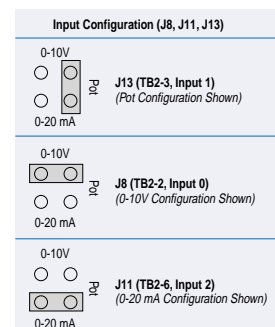 Input Configuration (J8, J11, J13)
0-10V
Pot
J13 (TB2-3, Input 1)
(Pot Configuration Shown)
0-20 mA
0-10V
Pot
J8 (TB2-2, Input 0)
(0-10V Configuration Shown)
0-20 mA
0-10V
Pot
J11 (TB2-6, Input 2)
(0-20 mA Configuration Shown)
0-20 mA